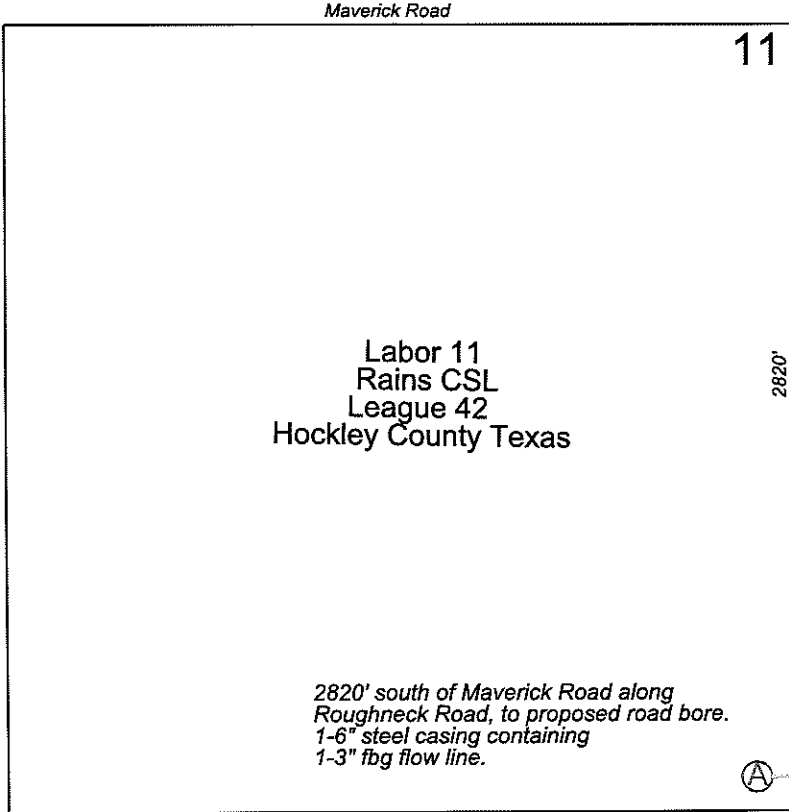 Maverick Road
11
Labor 11
Rains CSL
League 42
Hockley County Texas
2820'
2820' south of Maverick Road along
Roughneck Road, to proposed road bore.
1-6" steel casing containing
1-3" fbg flow line.
A